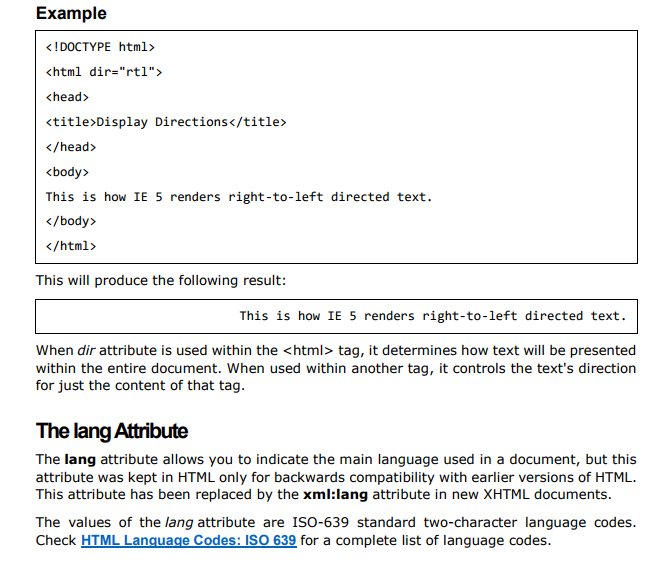 Example
<!DOCTYPE html>
<html dir="rtl">
<head>
<title>Display Directions</title>
</head>
<body>
This is how IE 5 renders right-to-left directed text.
</body>
</html>
This will produce the following result:
This is how IE 5 renders right-to-left directed text.
When dir attribute is used within the <html> tag, it determines how text will be presented
within the entire document. When used within another tag, it controls the text's direction
for just the content of that tag.
The lang Attribute
The lang attribute allows you to indicate the main language used in a document, but this
attribute was kept in HTML only for backwards compatibility with earlier versions of HTML.
This attribute has been replaced by the xml:lang attribute in new XHTML documents.
The values of the lang attribute are ISO-639 standard two-character language codes.
Check HTML Language Codes: ISO 639 for a complete list of language codes.